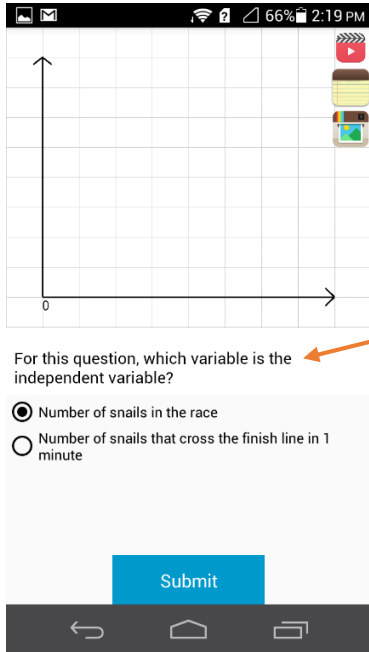 66% 2:19 PM
0
For this question, which variable is the
independent variable?
Number of snails in the race
Number of snails that cross the finish line in 1
minute
Submit